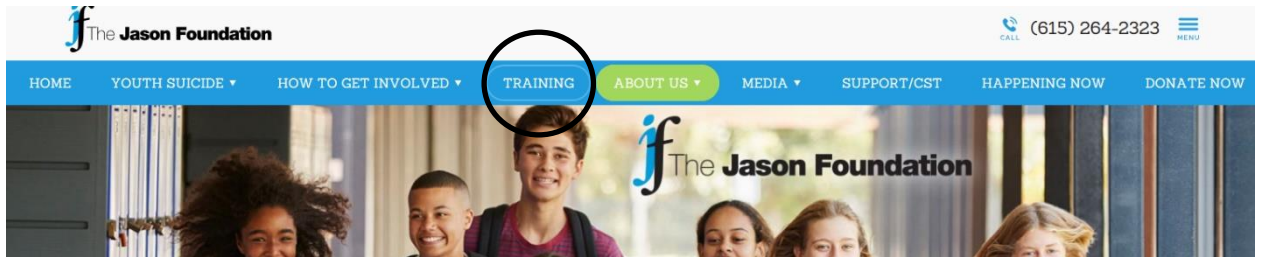 The Jason Foundation
CALL (615) 264-2323 MENU
HOME YOUTH SUICIDE ▾ HOW TO GET INVOLVED ▾ TRAINING ABOUT US ▾ MEDIA ▾ SUPPORT/CST HAPPENING NOW DONATE NOW
jf The Jason Foundation